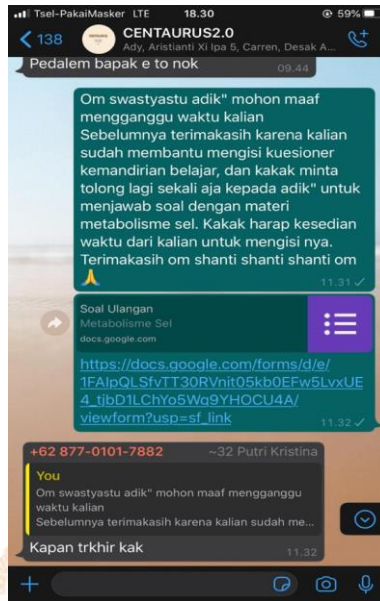 Tsel-PakaiMasker LTE 18.30 59%
138 CENTAURUS2.0
Ady, Aristianti Xi Ipa 5, Carren, Desak A...
Pedalem bapak e to nok 09.44
Om swastyastu adik" mohon maaf
mengganggu waktu kalian
Sebelumnya terimakasih karena kalian
sudah membantu mengisi kuesioner
kemandirian belajar, dan kakak minta
tolong lagi sekali aja kepada adik" untuk
menjawab soal dengan materi
metabolisme sel. Kakak harap kesedian
waktu dari kalian untuk mengisi nya.
Terimakasih om shanti shanti shanti om
🙏 11.31
Soal Ulangan
Metabolisme Sel
docs.google.com
https://docs.google.com/forms/d/e/
1FAIpQLSfvTT30RVnit05kb0EFw5LvxUE
4_tjbD1LChYo5Wq9YHOCU4A/
viewform?usp=sf_link 11.32
+62 877-0101-7882 ~32 Putri Kristina
You
Om swastyastu adik" mohon maaf mengganggu
waktu kalian
Sebelumnya terimakasih karena kalian sudah me...
Kapan trkhir kak 11.32